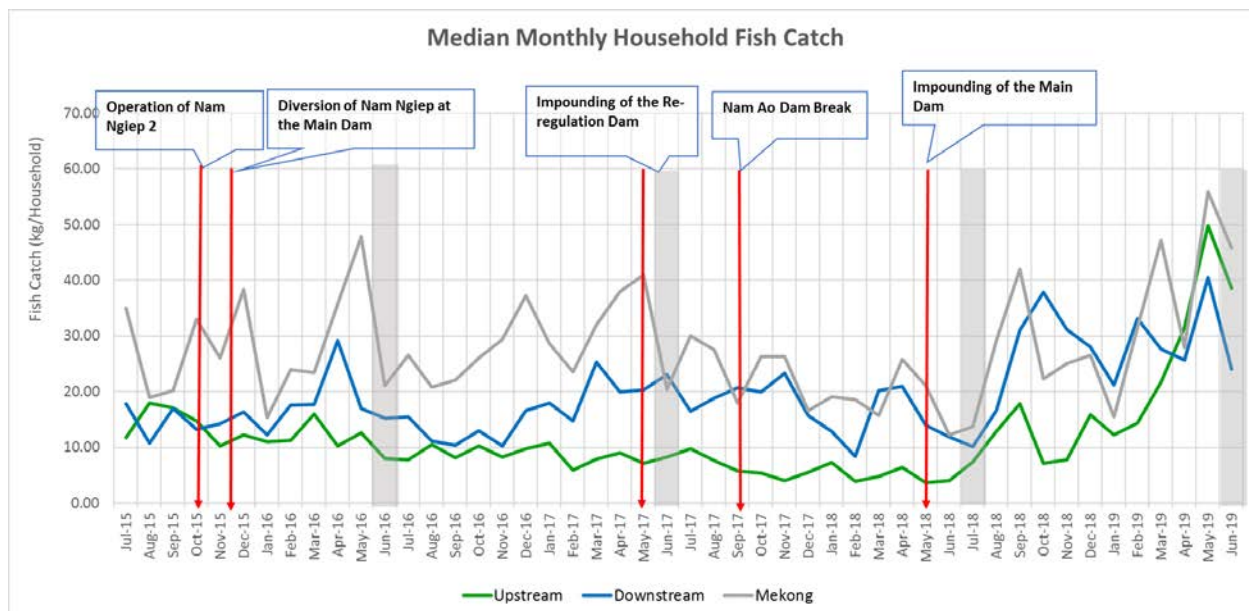 Median Monthly Household Fish Catch
Operation of Nam
Ngiep 2
Diversion of Nam Ngiep at
the Main Dam
Impounding of the Re-
regulation Dam
Nam Ao Dam Break
Impounding of the Main
Dam
Fish Catch (kg/Household)
70.00
60.00
50.00
40.00
30.00
20.00
10.00
0.00
Jul-15
Aug-15
Sep-15
Oct-15
Nov-15
Dec-15
Jan-16
Feb-16
Mar-16
Apr-16
May-16
Jun-16
Jul-16
Aug-16
Sep-16
Oct-16
Nov-16
Dec-16
Jan-17
Feb-17
Mar-17
Apr-17
May-17
Jun-17
Jul-17
Aug-17
Sep-17
Oct-17
Nov-17
Dec-17
Jan-18
Feb-18
Mar-18
Apr-18
May-18
Jun-18
Jul-18
Aug-18
Sep-18
Oct-18
Nov-18
Dec-18
Jan-19
Feb-19
Mar-19
Apr-19
May-19
Jun-19
Upstream
Downstream
Mekong